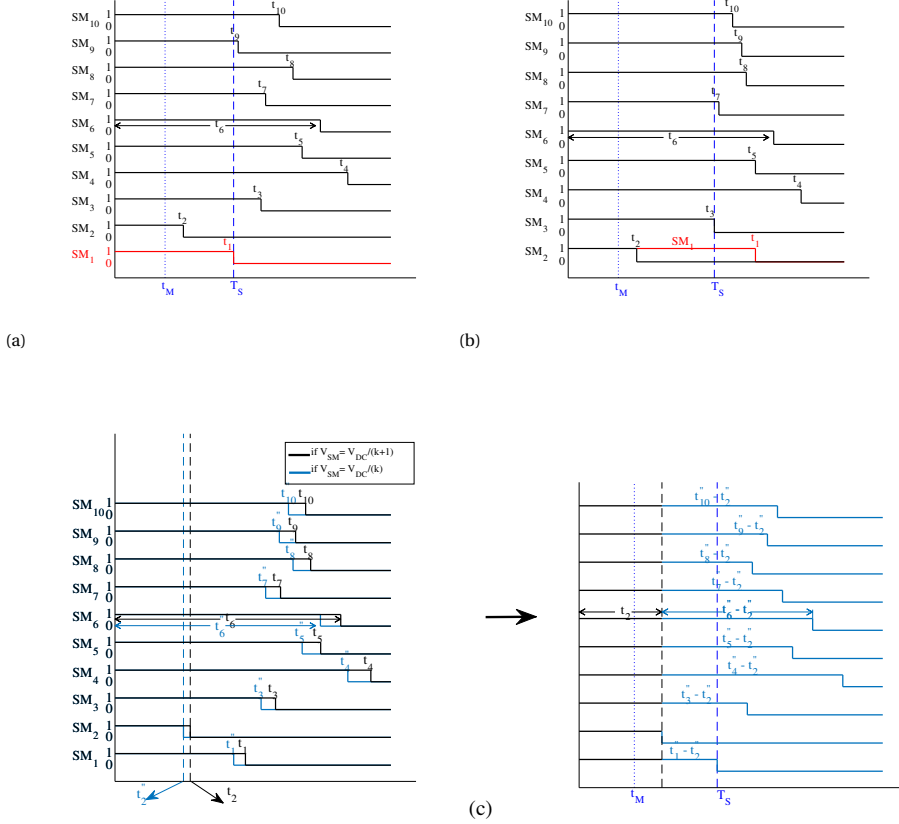 SM10 1 0 t10
SM9 1 0 t9
SM8 1 0 t8
SM7 1 0 t7
SM6 1 0 t6
SM5 1 0 t5
SM4 1 0 t4
SM3 1 0 t3
SM2 1 0 t2
SM1 1 0 t1
tM TS
(a)
SM10 1 0 t10
SM9 1 0 t9
SM8 1 0 t8
SM7 1 0 t7
SM6 1 0 t6
SM5 1 0 t5
SM4 1 0 t4
SM3 1 0 t3
SM2 1 0 t2 SM1 t1
tM TS
(b)
if VSM= VDC/(k+1)
if VSM= VDC/(k)
SM10 1 0 t"10 t10
SM9 1 0 t"9 t9
SM8 1 0 t"8 t8
SM7 1 0 t"7 t7
SM6 1 0 t"6 t6
SM5 1 0 t"5 t5
SM4 1 0 t"4 t4
SM3 1 0 t"3 t3
SM2 1 0
SM1 1 0 t"1 t1
t"2 t2
t"10 - t"2
t"9 - t"2
t"8 - t"2
t"7 - t"2
t2 t"6 - t"2
t"5 - t"2
t"4 - t"2
t"3 - t"2
t"1 - t"2
tM TS
(c)